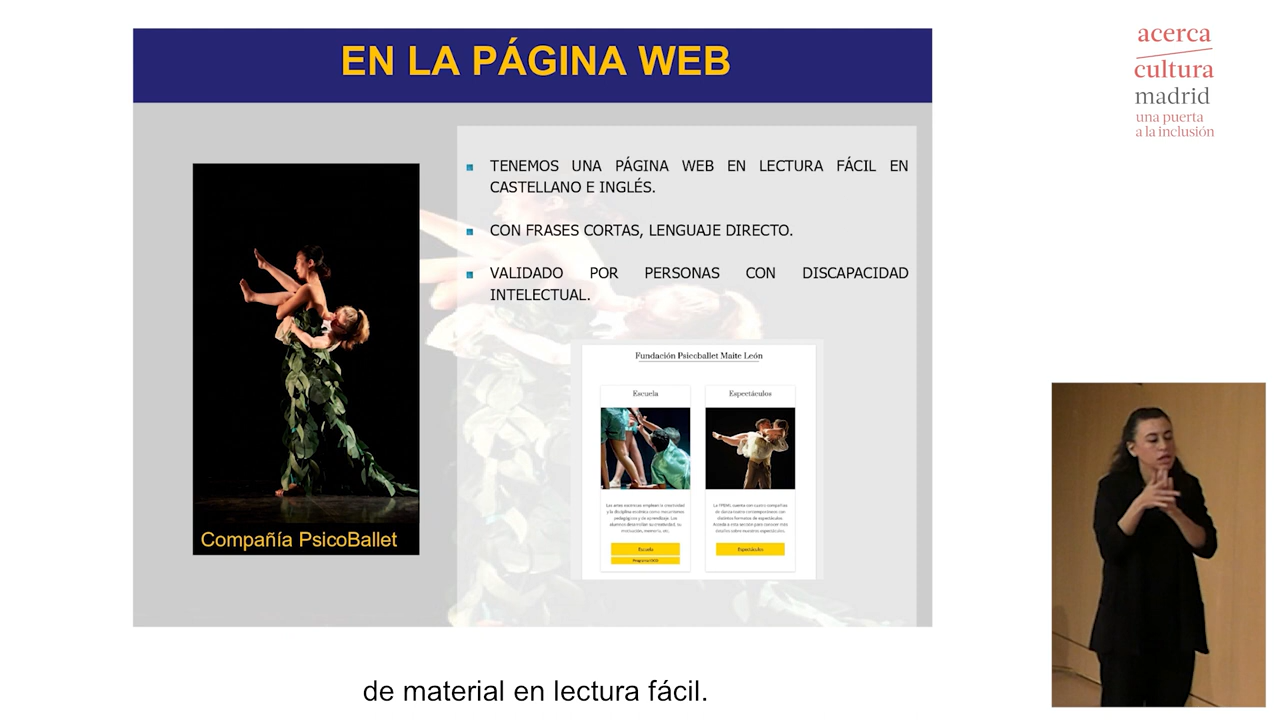 EN LA PÁGINA WEB
acerca
cultura
madrid
una puerta
a la inclusión
TENEMOS UNA PÁGINA WEB EN LECTURA FÁCIL EN
CASTELLANO E INGLÉS.
CON FRASES CORTAS, LENGUAJE DIRECTO.
VALIDADO POR PERSONAS CON DISCAPACIDAD
INTELECTUAL.
Compañía PsicoBallet
Fundación Psicoballet Maite León
Escuela
Espectáculos
Escuela
Espectáculos
de material en lectura fácil.